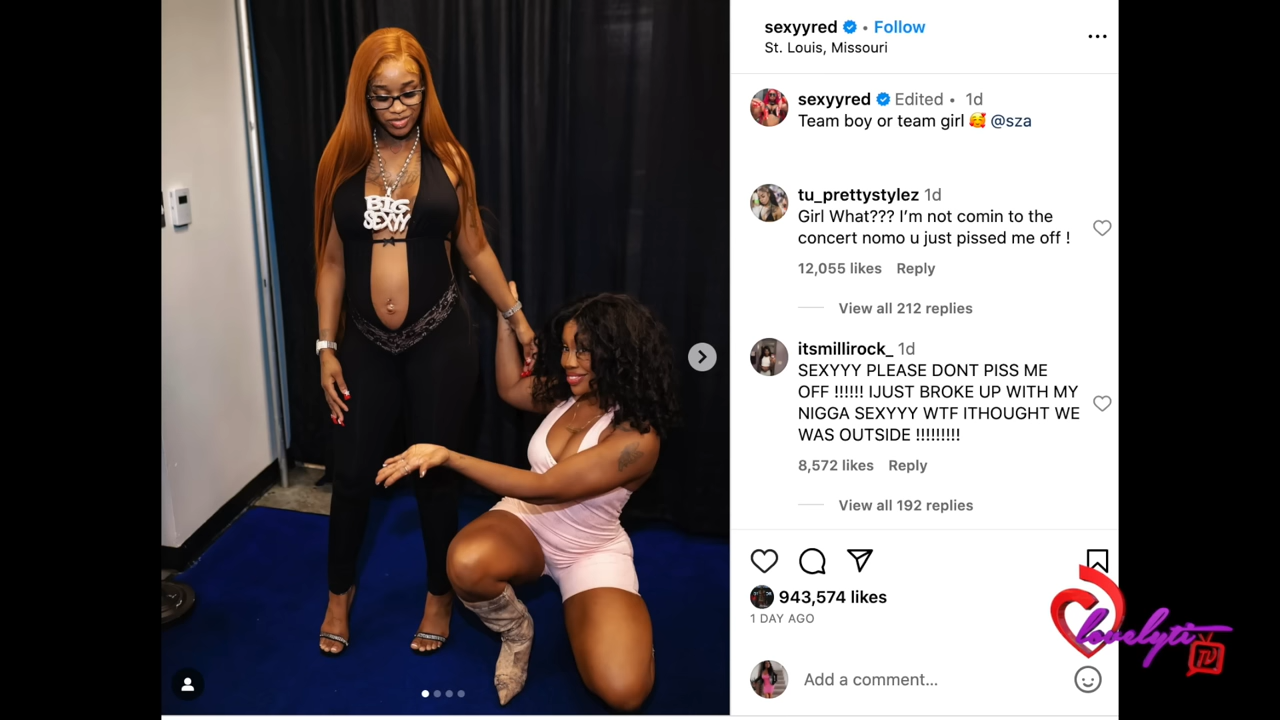 sexyyred • Follow
St. Louis, Missouri
sexyyred Edited • 1d
Team boy or team girl 🥰 @sza
tu_prettystylez 1d
Girl What??? I’m not comin to the
concert nomo u just pissed me off !
12,055 likes Reply
View all 212 replies
itsmillirock_ 1d
SEXYYY PLEASE DONT PISS ME
OFF !!!!!! IJUST BROKE UP WITH MY
NIGGA SEXYYY WTF ITHOUGHT WE
WAS OUTSIDE !!!!!!!!!
8,572 likes Reply
View all 192 replies
943,574 likes
1 DAY AGO
Add a comment...
BIG
SEXYY
lovelyti
TV